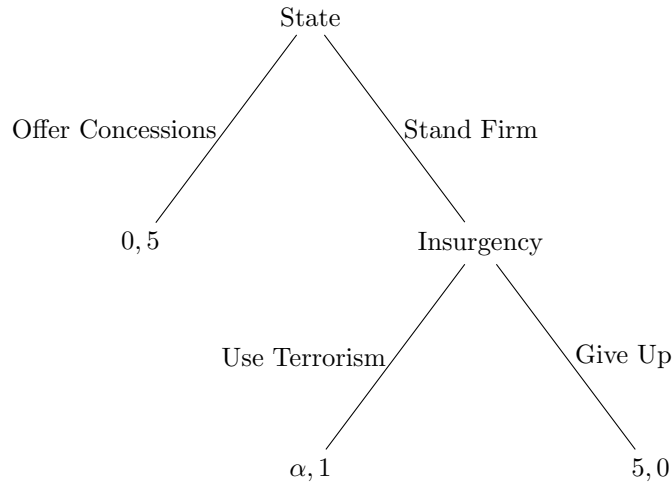 State
Offer Concessions
Stand Firm
0, 5
Insurgency
Use Terrorism
Give Up
α, 1
5, 0